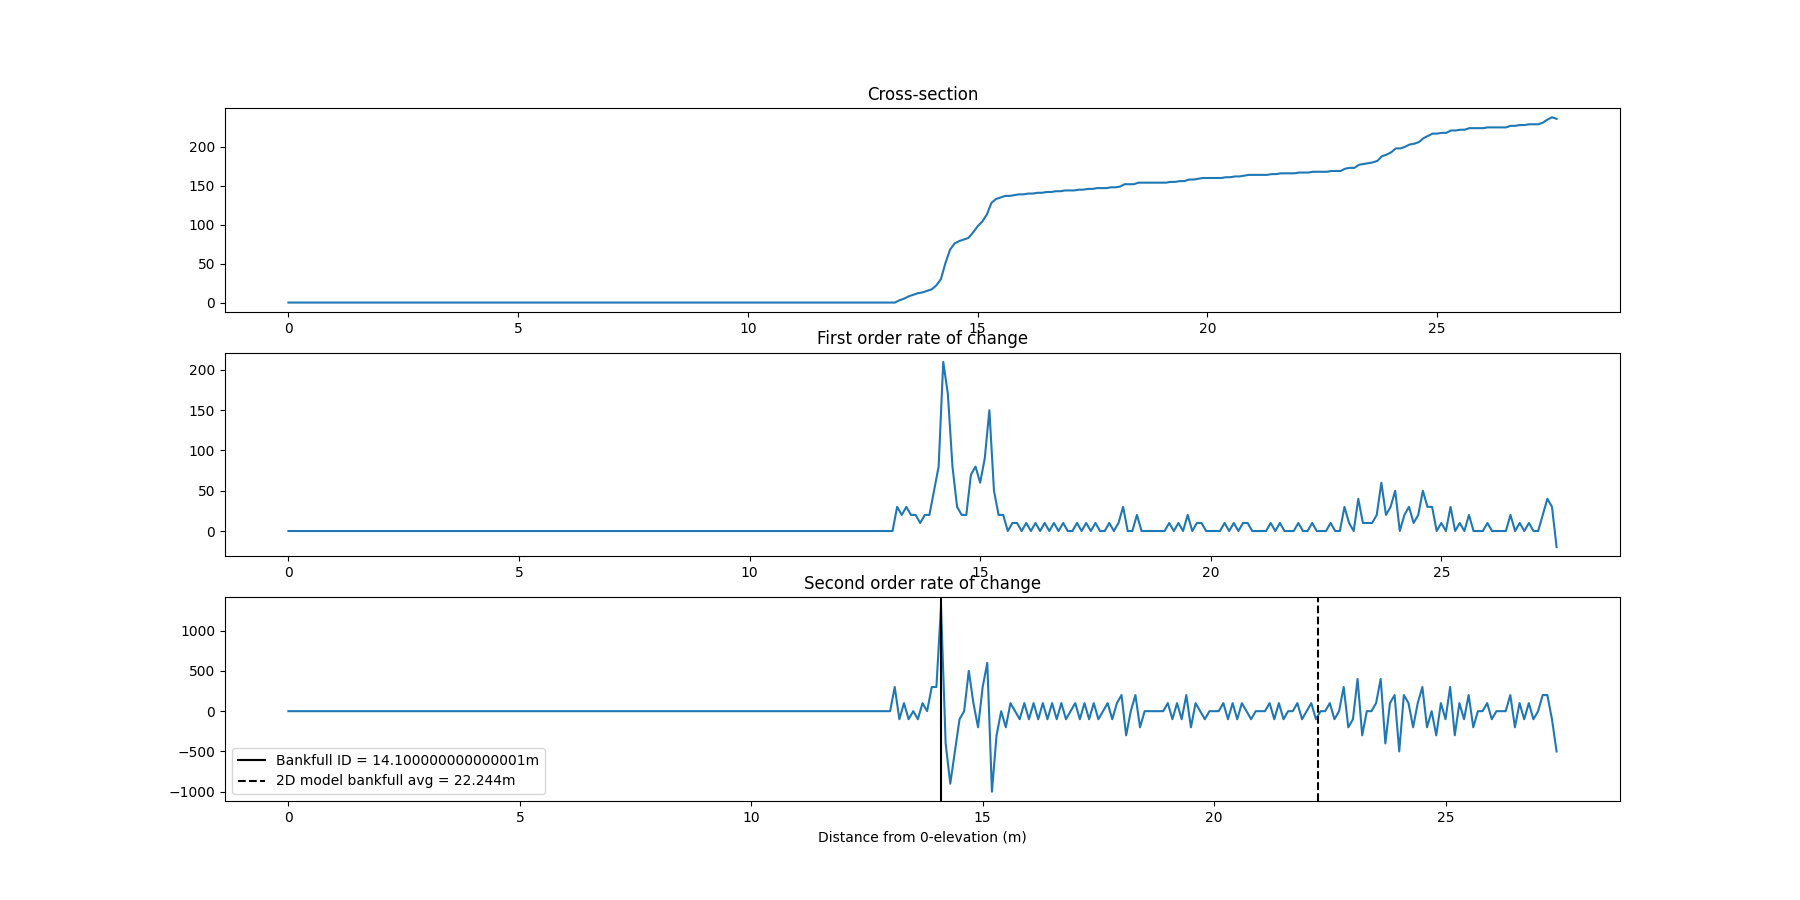 Cross-section
200
150
100
50
0
0 5 10 15 20 25
First order rate of change
200
150
100
50
0
0 5 10 15 20 25
Second order rate of change
1000
500
0
−500
−1000
Bankfull ID = 14.100000000000001m
2D model bankfull avg = 22.244m
0 5 10 15 20 25
Distance from 0-elevation (m)